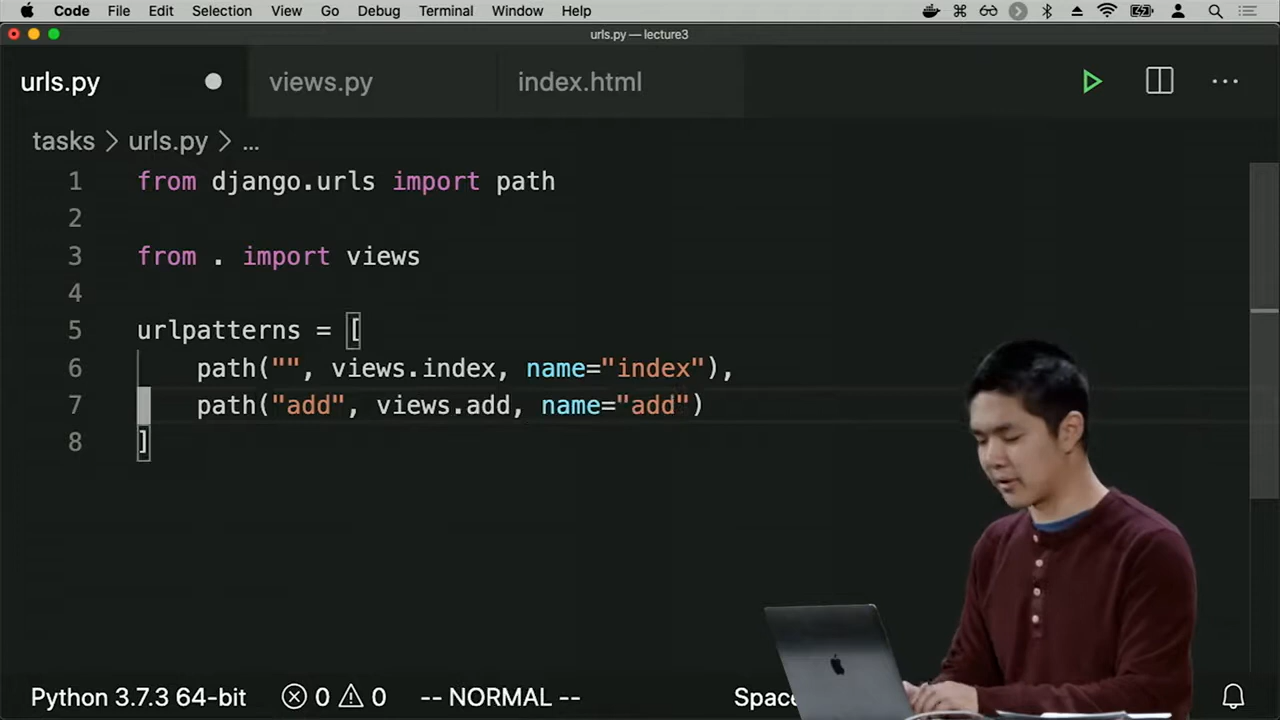 Code File Edit Selection View Go Debug Terminal Window Help
urls.py — lecture3
urls.py views.py index.html
tasks > urls.py > ...
1 from django.urls import path
2
3 from . import views
4
5 urlpatterns = [
6 path("", views.index, name="index"),
7 path("add", views.add, name="add")
8 ]
Python 3.7.3 64-bit 0 0 -- NORMAL --